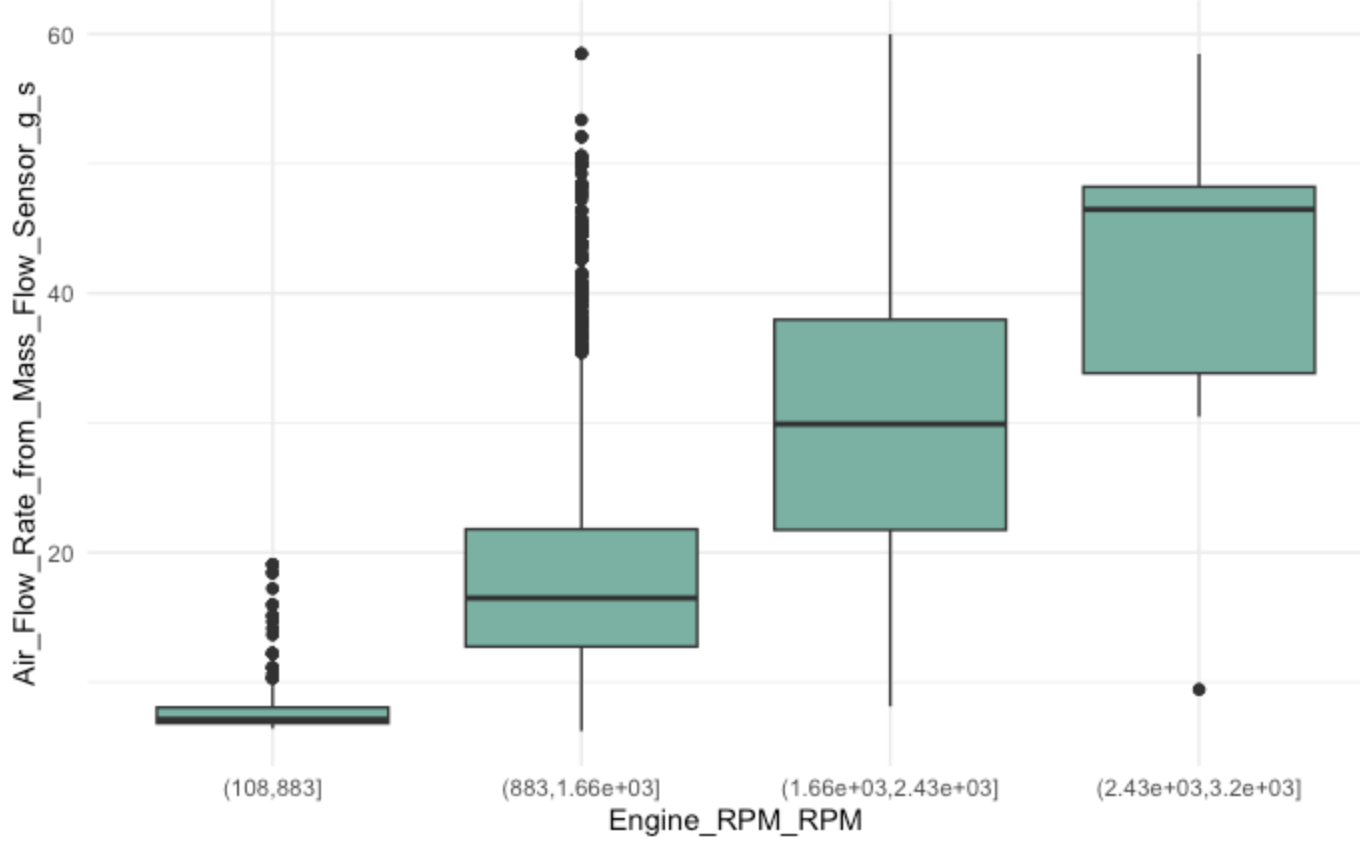 Air_Flow_Rate_from_Mass_Flow_Sensor_g_s
60
40
20
(108,883]
(883,1.66e+03]
(1.66e+03,2.43e+03]
(2.43e+03,3.2e+03]
Engine_RPM_RPM